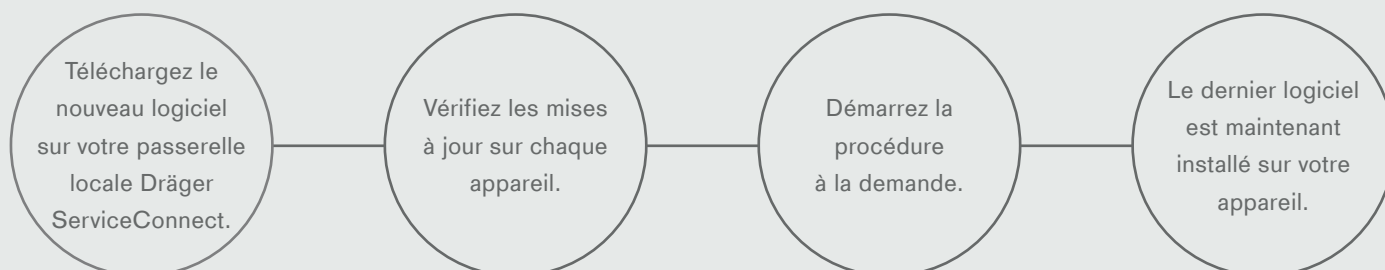 Téléchargez le
nouveau logiciel
sur votre passerelle
locale Dräger
ServiceConnect.
Vérifiez les mises
à jour sur chaque
appareil.
Démarrez la
procédure
à la demande.
Le dernier logiciel
est maintenant
installé sur votre
appareil.